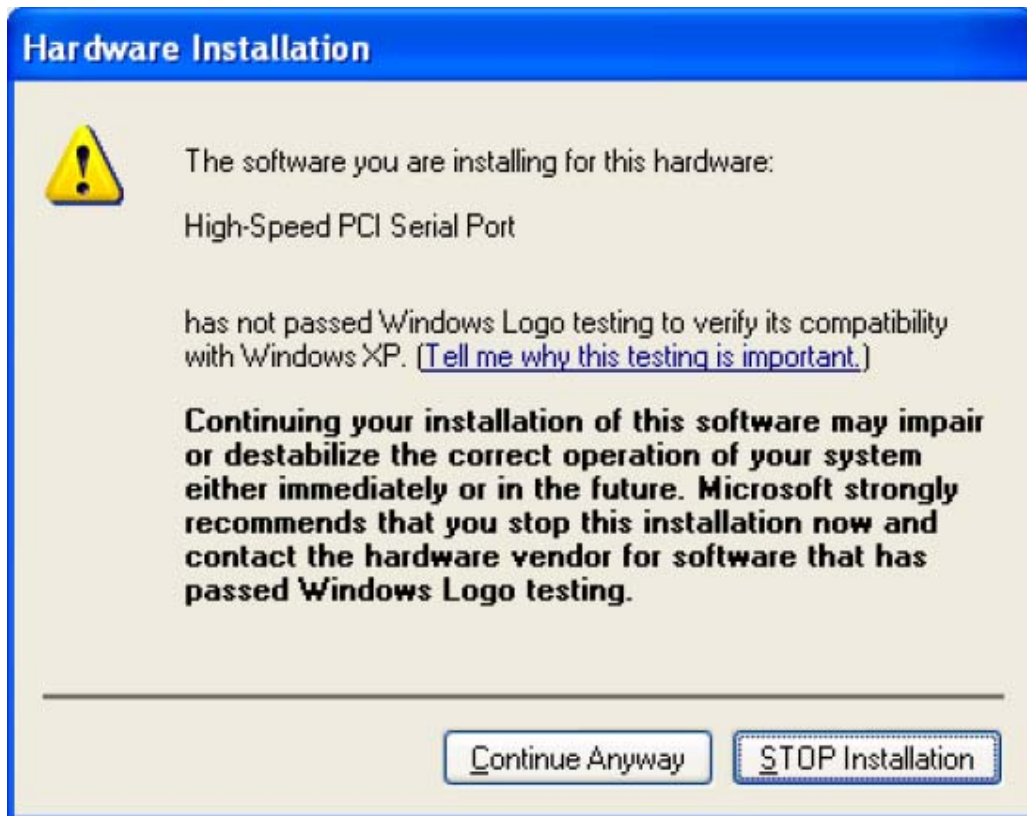 Hardware Installation
The software you are installing for this hardware:
High-Speed PCI Serial Port
has not passed Windows Logo testing to verify its compatibility
with Windows XP. (Tell me why this testing is important.)
Continuing your installation of this software may impair
or destabilize the correct operation of your system
either immediately or in the future. Microsoft strongly
recommends that you stop this installation now and
contact the hardware vendor for software that has
passed Windows Logo testing.
Continue Anyway
STOP Installation